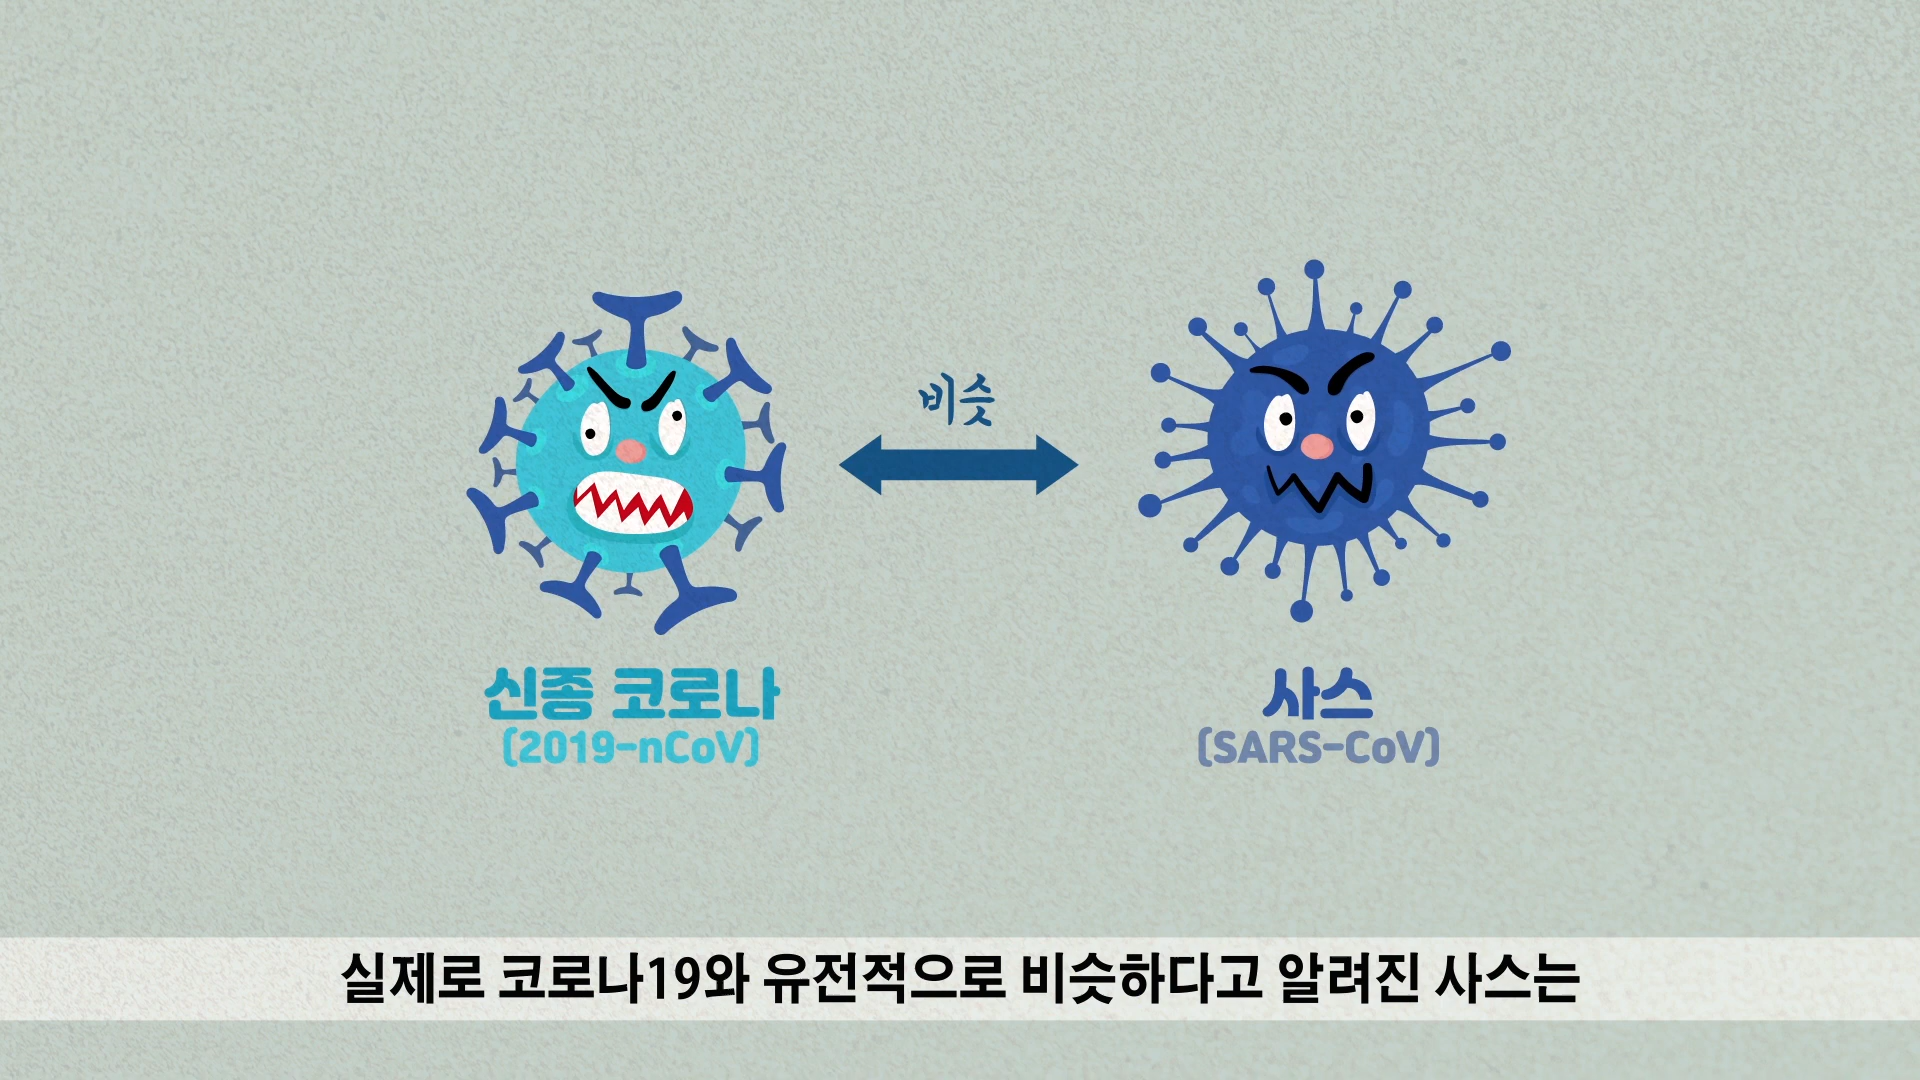 비슷
신종 코로나
(2019-nCoV)
사스
(SARS-CoV)
실제로 코로나19와 유전적으로 비슷하다고 알려진 사스는